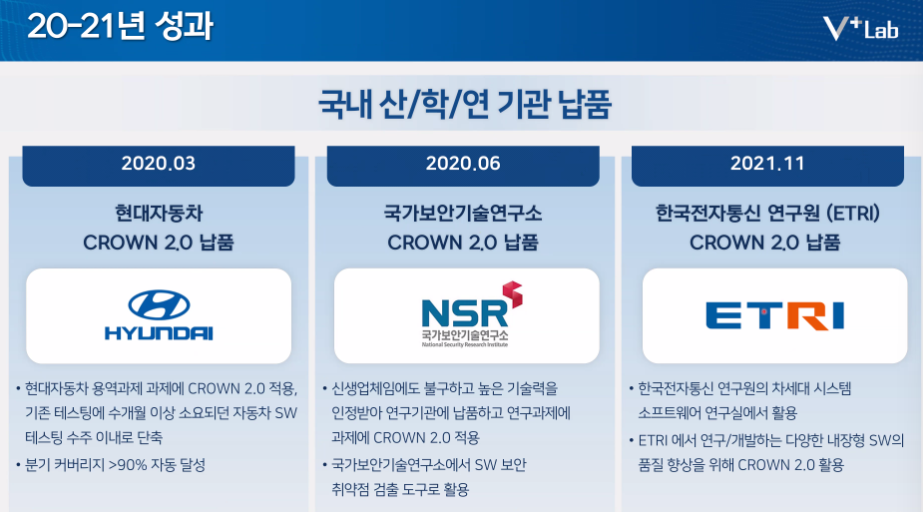 20-21년 성과
V+Lab
국내 산/학/연 기관 납품
2020.03
현대자동차
CROWN 2.0 납품
HYUNDAI
• 현대자동차 용역과제 과제에 CROWN 2.0 적용,
기존 테스팅에 수개월 이상 소요되던 자동차 SW
테스팅 수주 이내로 단축
• 분기 커버리지 >90% 자동 달성
2020.06
국가보안기술연구소
CROWN 2.0 납품
NSR
국가보안기술연구소
National Security Research Institute
• 신생업체임에도 불구하고 높은 기술력을
인정받아 연구기관에 납품하고 연구과제에
과제에 CROWN 2.0 적용
• 국가보안기술연구소에서 SW 보안
취약점 검출 도구로 활용
2021.11
한국전자통신 연구원 (ETRI)
CROWN 2.0 납품
ETRI
• 한국전자통신 연구원의 차세대 시스템
소프트웨어 연구실에서 활용
• ETRI 에서 연구/개발하는 다양한 내장형 SW의
품질 향상을 위해 CROWN 2.0 활용